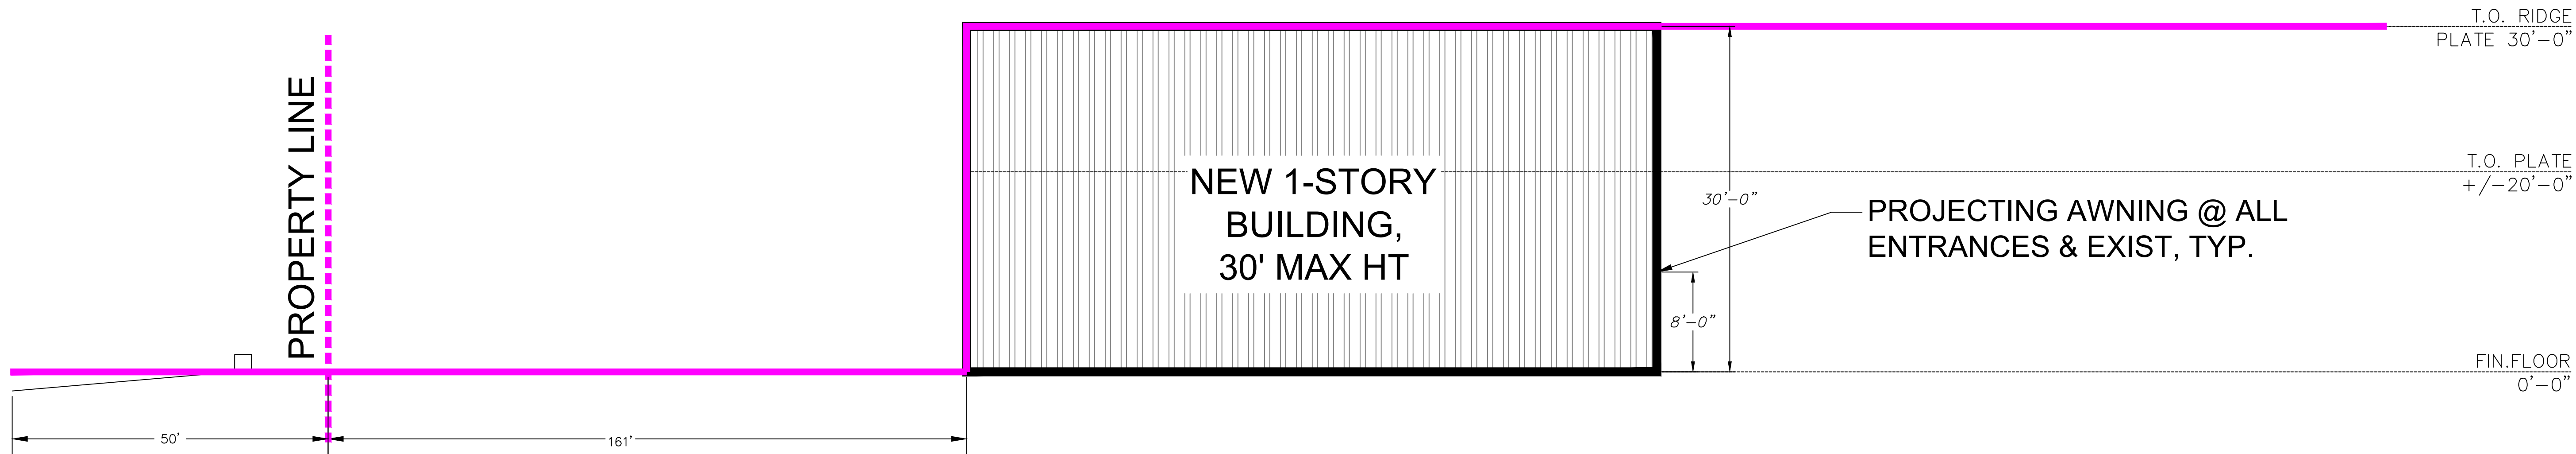 T.O. RIDGE
PLATE 30'-0"
PROPERTY LINE
T.O. PLATE
+/-20'-0"
NEW 1-STORY
BUILDING,
30' MAX HT
30'-0"
PROJECTING AWNING @ ALL
ENTRANCES & EXIST, TYP.
8'-0"
FIN.FLOOR
0'-0"
50'
161'